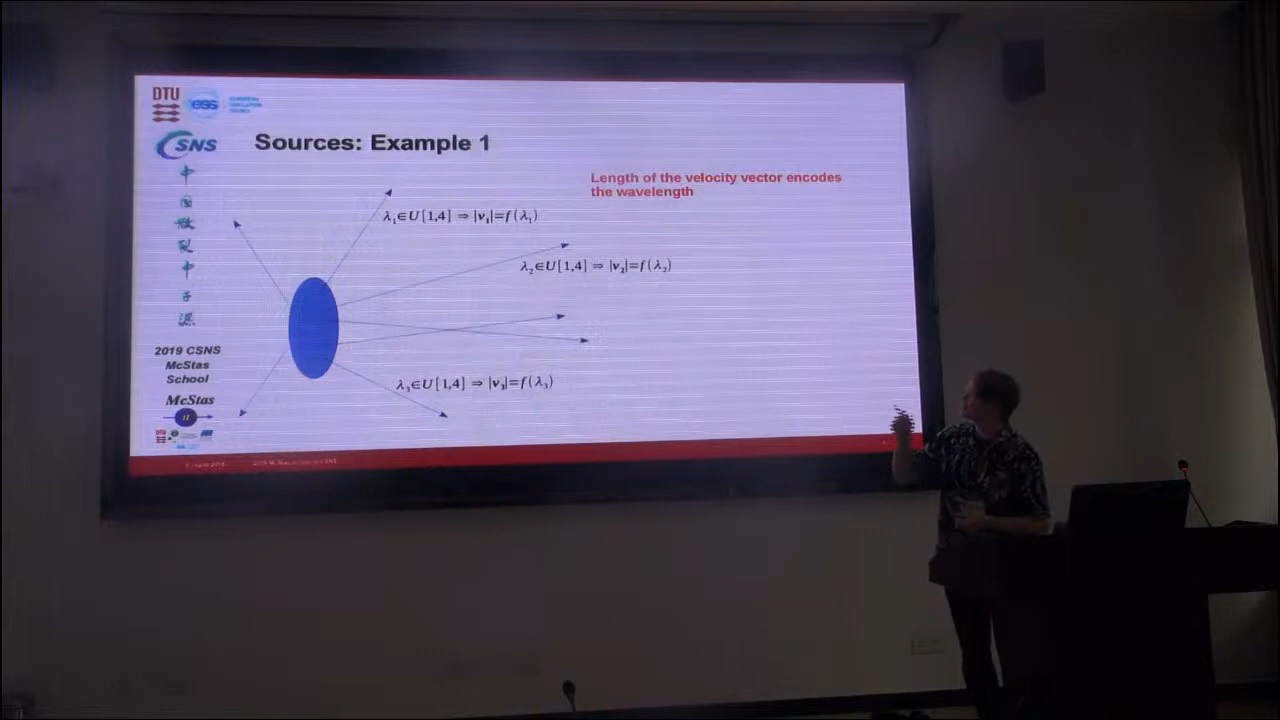 DTU
ess
CSNS
Sources: Example 1
Length of the velocity vector encodes
the wavelength
λ₁∈U[1,4] ⇒ |v₁|=f(λ₁)
λ₂∈U[1,4] ⇒ |v₂|=f(λ₂)
λ₃∈U[1,4] ⇒ |v₃|=f(λ₃)
中
国
散
裂
中
子
源
2019 CSNS
McStas
School
McStas